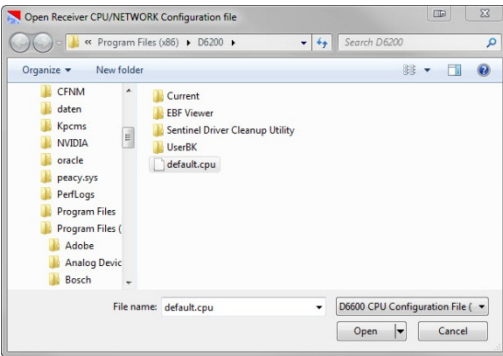 Open Receiver CPU/NETWORK Configuration file
« Program Files (x86) ▸ D6200 ▸
Search D6200
Organize ▾ New folder
CFNM
daten
Kpcms
NVIDIA
oracle
peacy.sys
PerfLogs
Program Files
Program Files (
Adobe
Analog Devic
Bosch
Current
EBF Viewer
Sentinel Driver Cleanup Utility
UserBK
default.cpu
File name: default.cpu
D6600 CPU Configuration File (
Open
Cancel